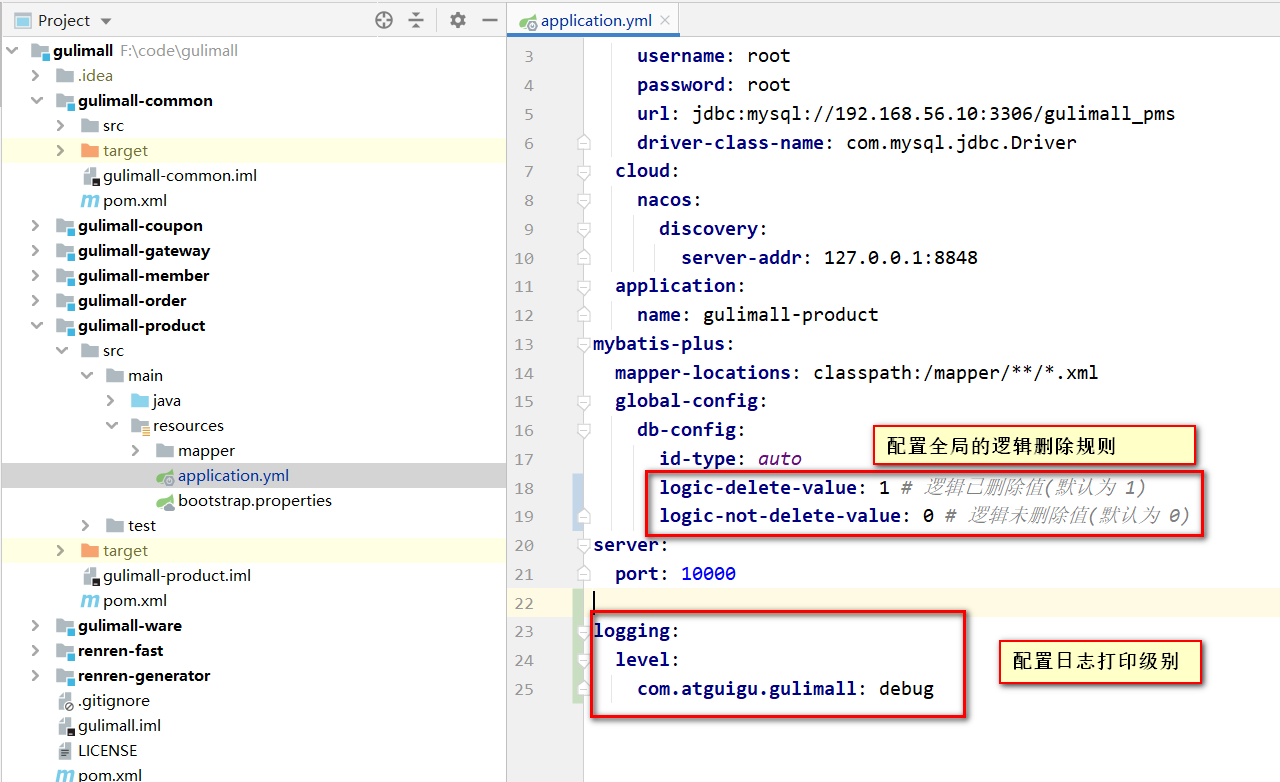 Project
gulimall F:\code\gulimall
.idea
gulimall-common
src
target
gulimall-common.iml
pom.xml
gulimall-coupon
gulimall-gateway
gulimall-member
gulimall-order
gulimall-product
src
main
java
resources
mapper
application.yml
bootstrap.properties
test
target
gulimall-product.iml
pom.xml
gulimall-ware
renren-fast
renren-generator
.gitignore
gulimall.iml
LICENSE
pom.xml
application.yml
3 username: root
4 password: root
5 url: jdbc:mysql://192.168.56.10:3306/gulimall_pms
6 driver-class-name: com.mysql.jdbc.Driver
7 cloud:
8 nacos:
9 discovery:
10 server-addr: 127.0.0.1:8848
11 application:
12 name: gulimall-product
13 mybatis-plus:
14 mapper-locations: classpath:/mapper/**/*.xml
15 global-config:
16 db-config:
配置全局的逻辑删除规则
17 id-type: auto
18 logic-delete-value: 1 # 逻辑已删除值(默认为 1)
19 logic-not-delete-value: 0 # 逻辑未删除值(默认为 0)
20 server:
21 port: 10000
22
23 logging:
24 level:
配置日志打印级别
25 com.atguigu.gulimall: debug